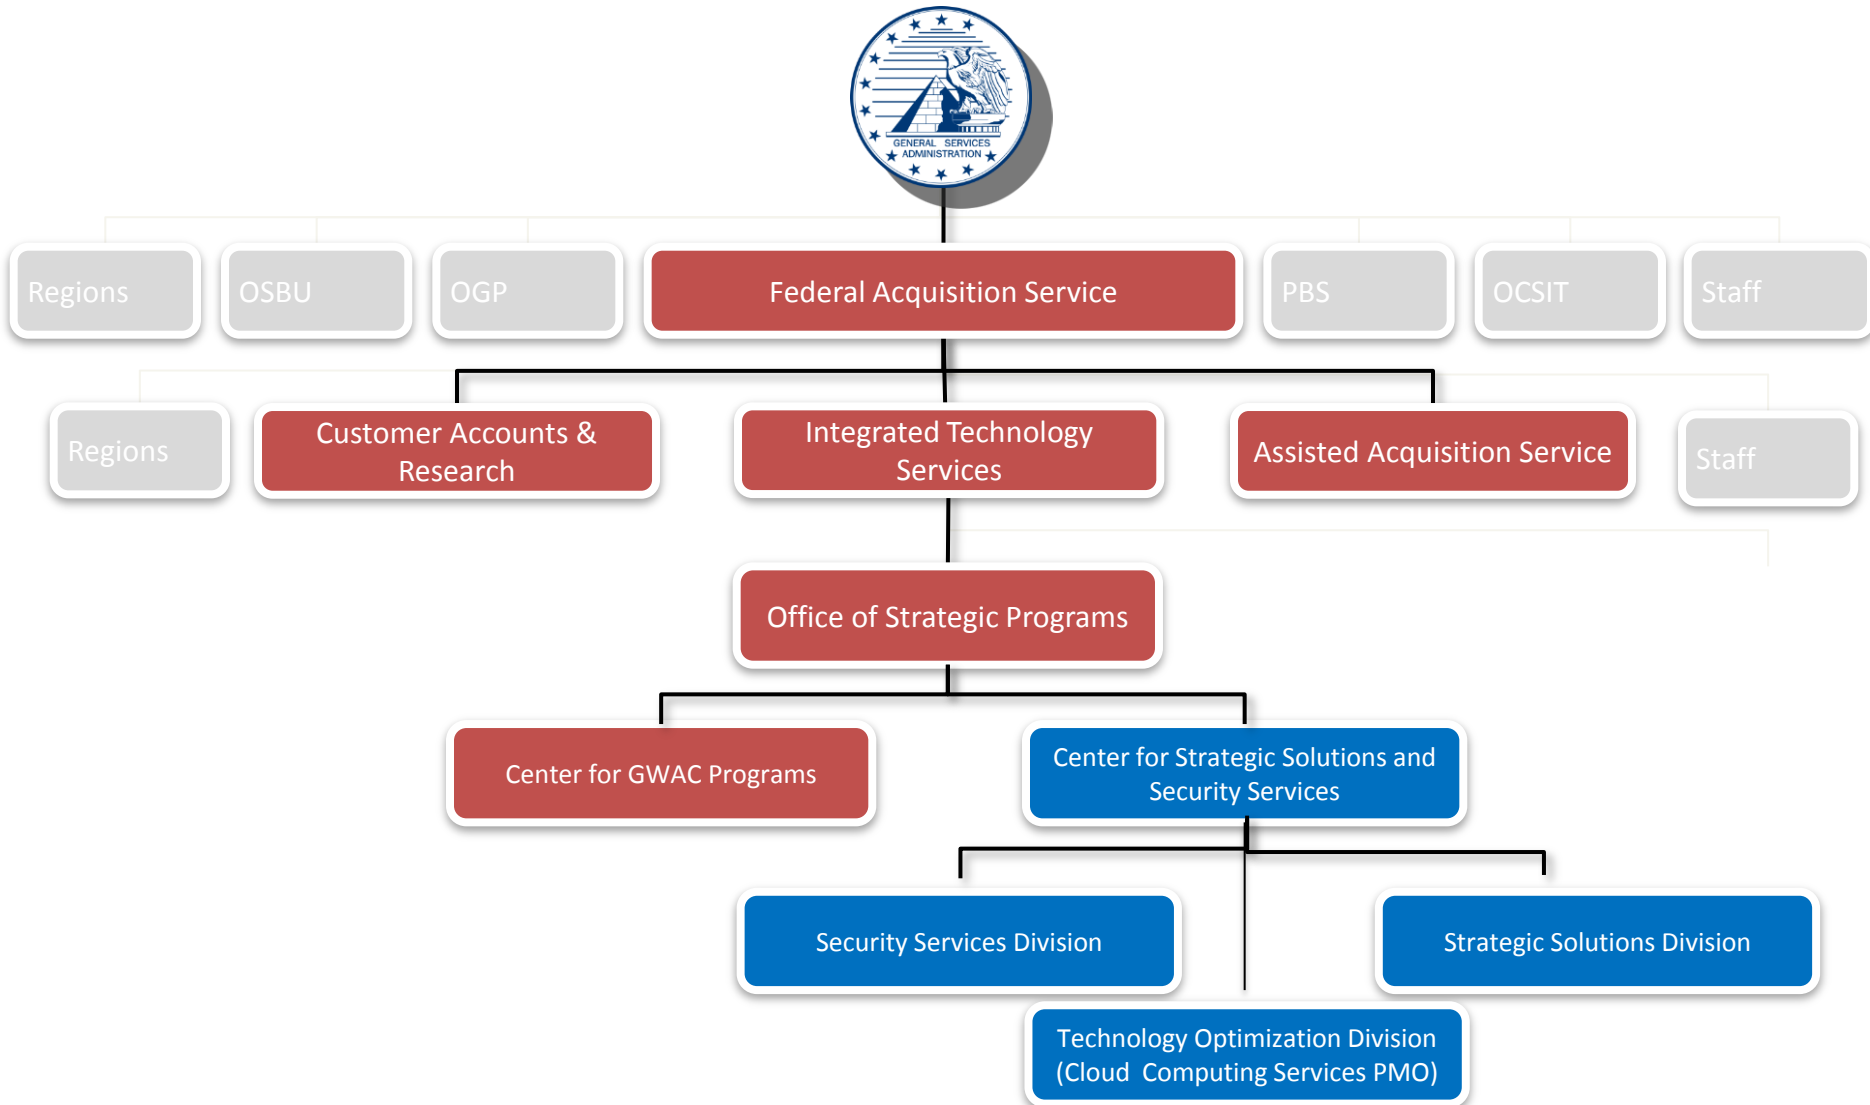 GENERAL SERVICES
ADMINISTRATION
Regions
OSBU
OGP
Federal Acquisition Service
PBS
OCSIT
Staff
Regions
Customer Accounts &
Research
Integrated Technology
Services
Assisted Acquisition Service
Staff
Office of Strategic Programs
Center for GWAC Programs
Center for Strategic Solutions and
Security Services
Security Services Division
Strategic Solutions Division
Technology Optimization Division
(Cloud  Computing Services PMO)